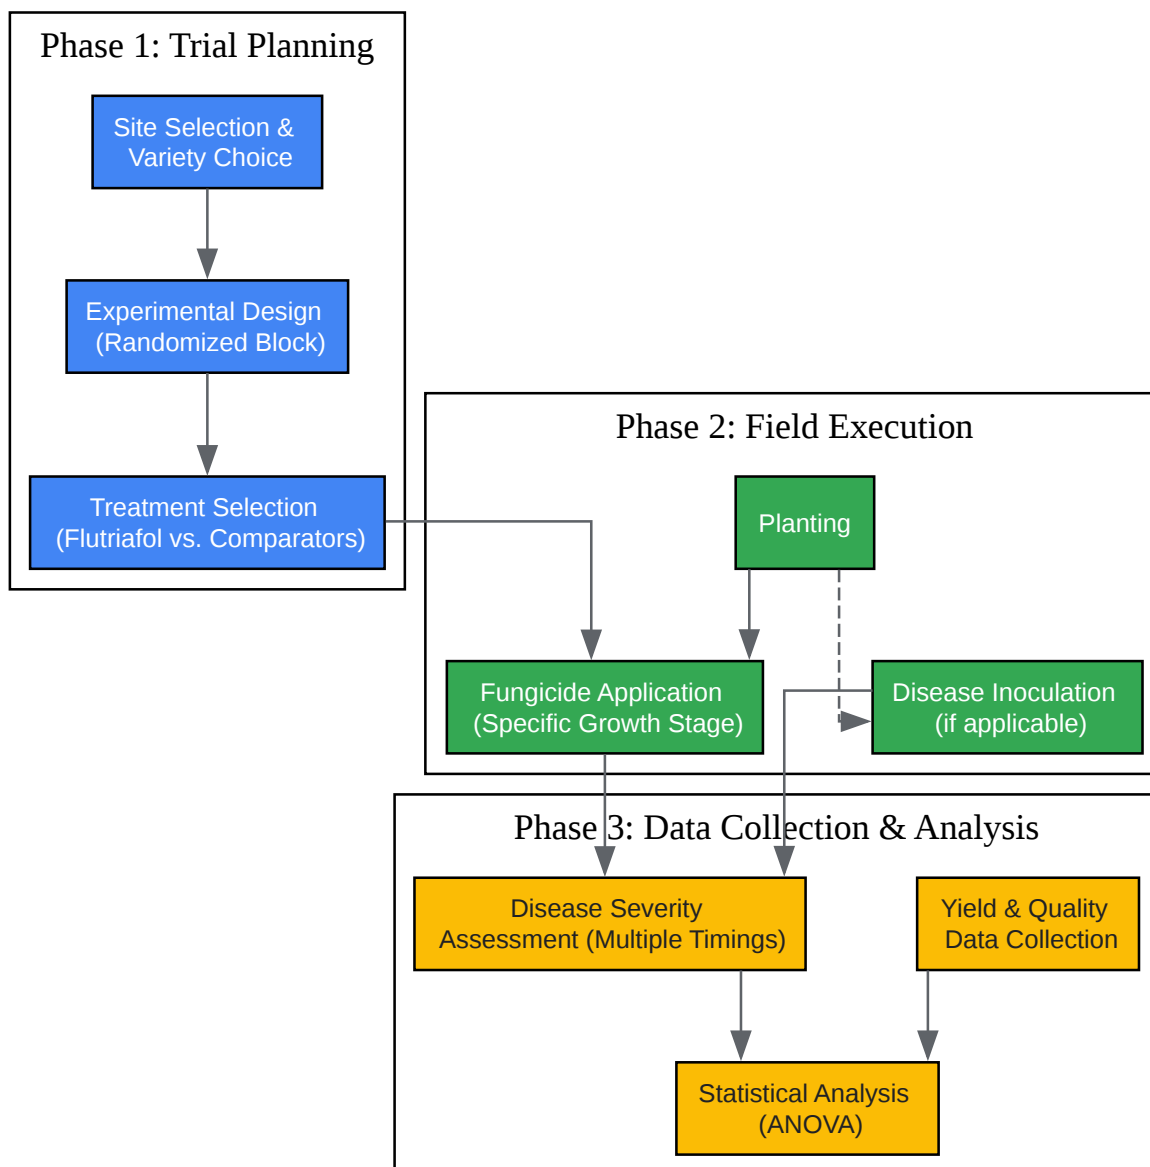 Phase 1: Trial Planning
Site Selection &
Variety Choice
Experimental Design
(Randomized Block)
Treatment Selection
(Flutriafol vs. Comparators)
Phase 2: Field Execution
Planting
Fungicide Application
(Specific Growth Stage)
Disease Inoculation
(if applicable)
Phase 3: Data Collection & Analysis
Disease Severity
Assessment (Multiple Timings)
Yield & Quality
Data Collection
Statistical Analysis
(ANOVA)